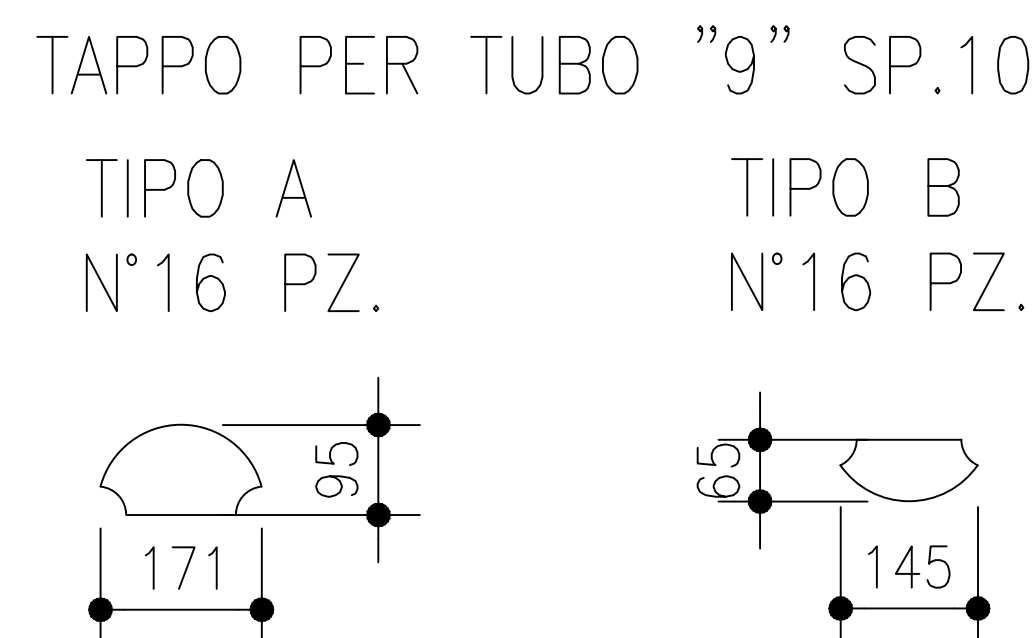 TAPPO PER TUBO ”9” SP.10
TIPO A
N°16 PZ.
95
171
TIPO B
N°16 PZ.
65
145